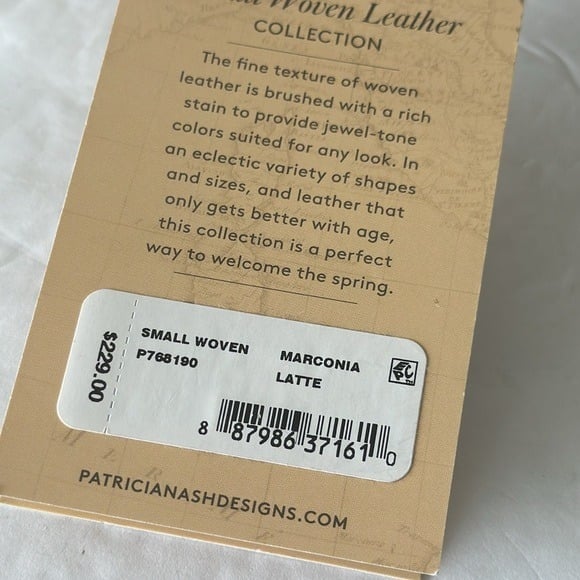 Woven Leather
COLLECTION
The fine texture of woven
leather is brushed with a rich
stain to provide jewel-tone
colors suited for any look. In
an eclectic variety of shapes
and sizes, and leather that
only gets better with age,
this collection is a perfect
way to welcome the spring.
$229.00
SMALL WOVEN MARCONIA
P768190 LATTE
EPC
8 87986 37161 0
PATRICIANASHDESIGNS.COM